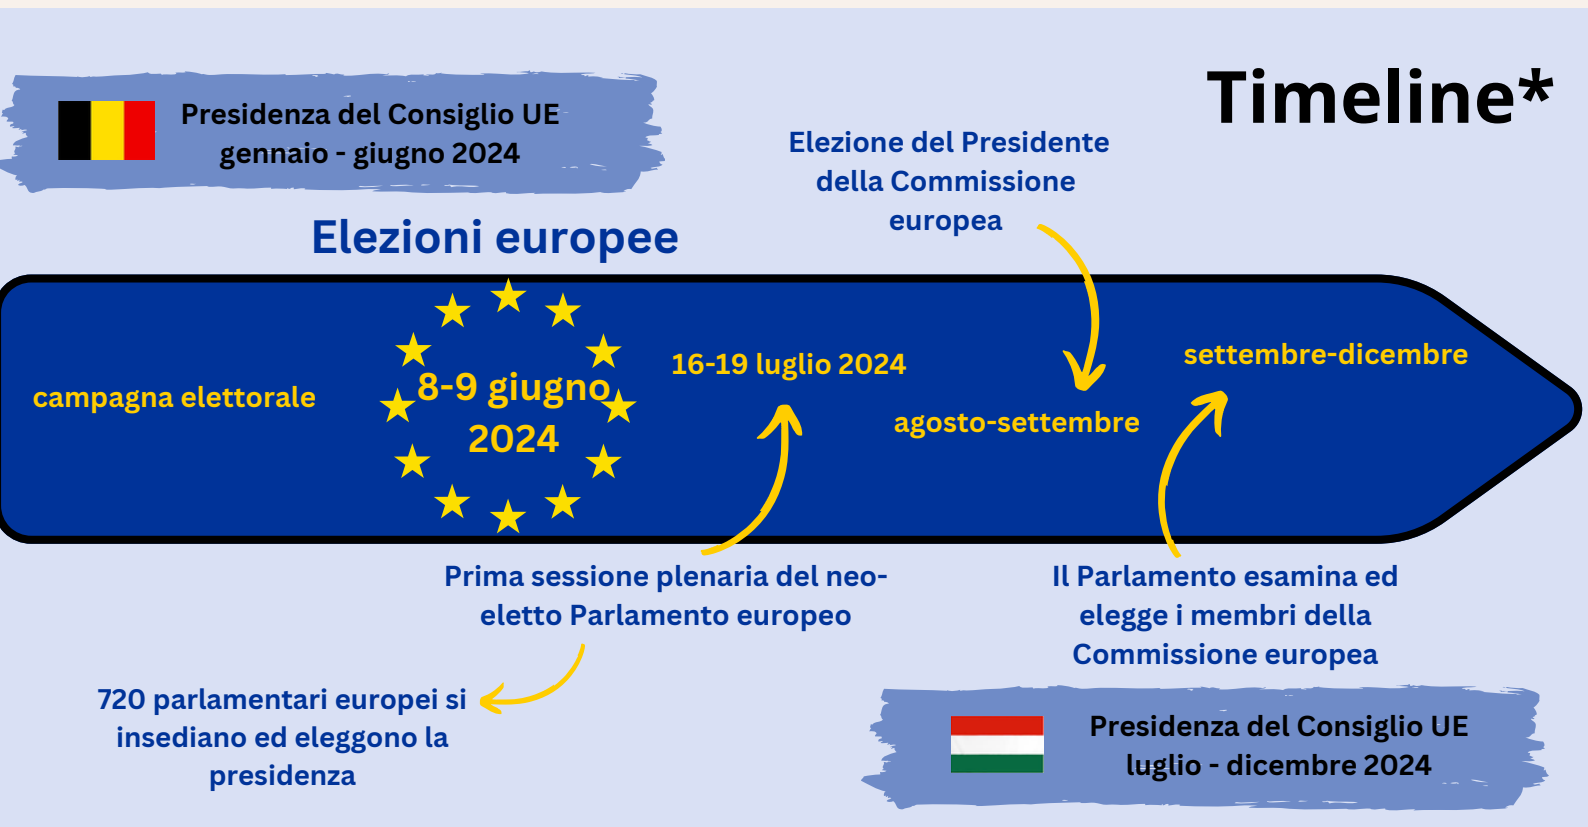 Timeline*
Presidenza del Consiglio UE
gennaio - giugno 2024
Elezione del Presidente
della Commissione
europea
Elezioni europee
campagna elettorale
8-9 giugno
2024
16-19 luglio 2024
agosto-settembre
settembre-dicembre
Prima sessione plenaria del neo-
eletto Parlamento europeo
Il Parlamento esamina ed
elegge i membri della
Commissione europea
720 parlamentari europei si
insediano ed eleggono la
presidenza
Presidenza del Consiglio UE
luglio - dicembre 2024